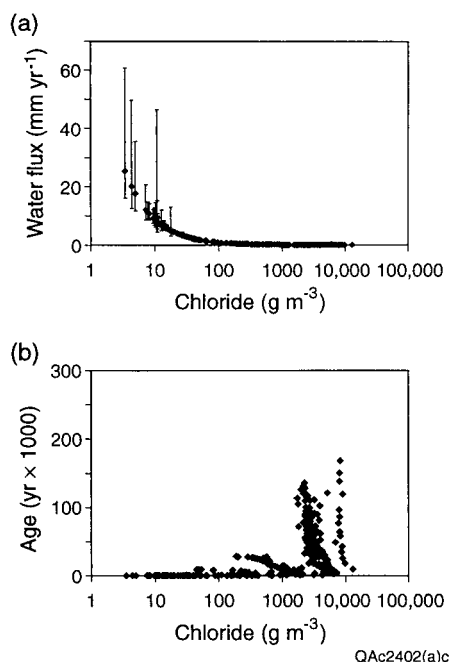 (a)
Water flux (mm yr⁻¹)
60
40
20
0
1 10 100 1000 10,000 100,000
Chloride (g m⁻³)
(b)
Age (yr × 1000)
300
200
100
0
1 10 100 1000 10,000 100,000
Chloride (g m⁻³)
QAc2402(a)c